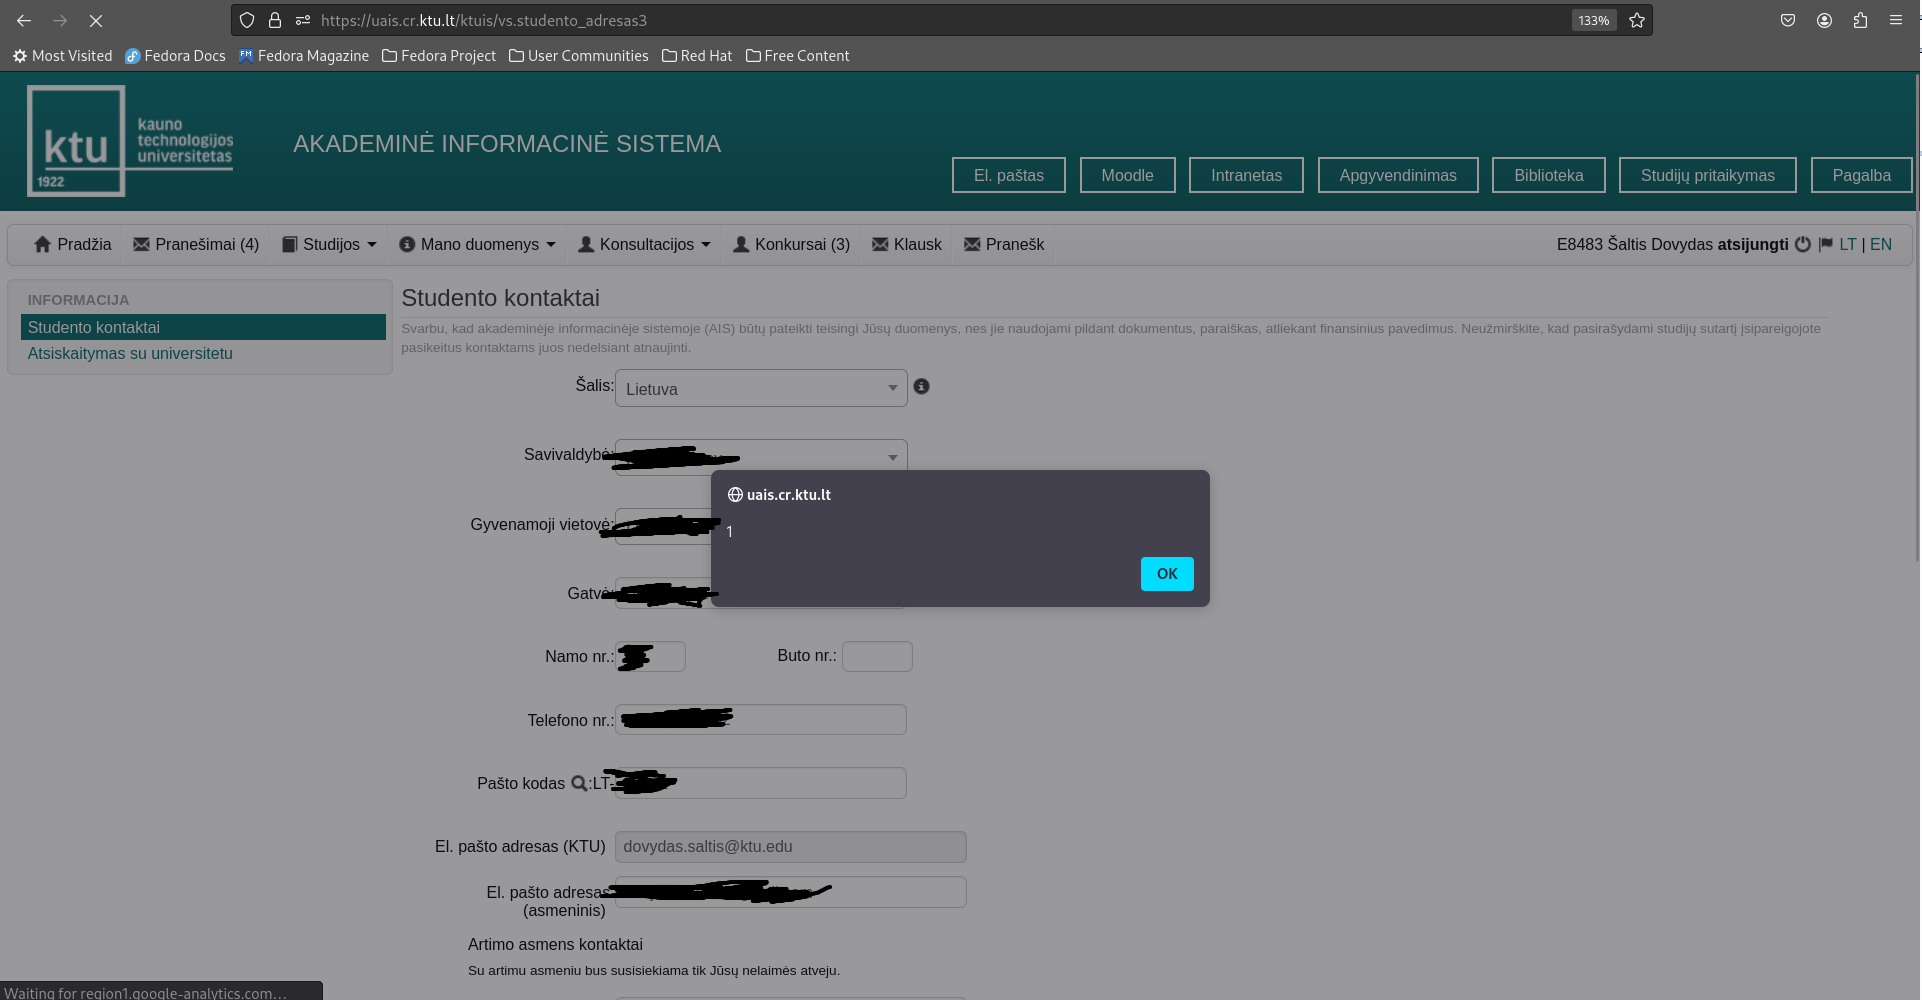 https://uais.cr.ktu.lt/ktuis/vs.studento_adresas3
133%
Most Visited
Fedora Docs
Fedora Magazine
Fedora Project
User Communities
Red Hat
Free Content
ktu
1922
kauno
technologijos
universitetas
AKADEMINĖ INFORMACINĖ SISTEMA
El. paštas
Moodle
Intranetas
Apgyvendinimas
Biblioteka
Studijų pritaikymas
Pagalba
Pradžia
Pranešimai (4)
Studijos
Mano duomenys
Konsultacijos
Konkursai (3)
Klausk
Pranešk
E8483 Šaltis Dovydas atsijungti LT | EN
INFORMACIJA
Studento kontaktai
Atsiskaitymas su universitetu
Studento kontaktai
Svarbu, kad akademinėje informacinėje sistemoje (AIS) būtų pateikti teisingi Jūsų duomenys, nes jie naudojami pildant dokumentus, paraiškas, atliekant finansinius pavedimus. Neužmirškite, kad pasirašydami studijų sutartį įsipareigojote
pasikeitus kontaktams juos nedelsiant atnaujinti.
Šalis: Lietuva
Savivaldybė:
uais.cr.ktu.lt
Gyvenamoji vietovė:
1
OK
Gatvė:
Namo nr.:
Buto nr.:
Telefono nr.:
Pašto kodas :LT-
El. pašto adresas (KTU) dovydas.saltis@ktu.edu
El. pašto adresas
(asmeninis)
Artimo asmens kontaktai
Su artimu asmeniu bus susisiekiama tik Jūsų nelaimės atveju.
Waiting for region1.google-analytics.com…